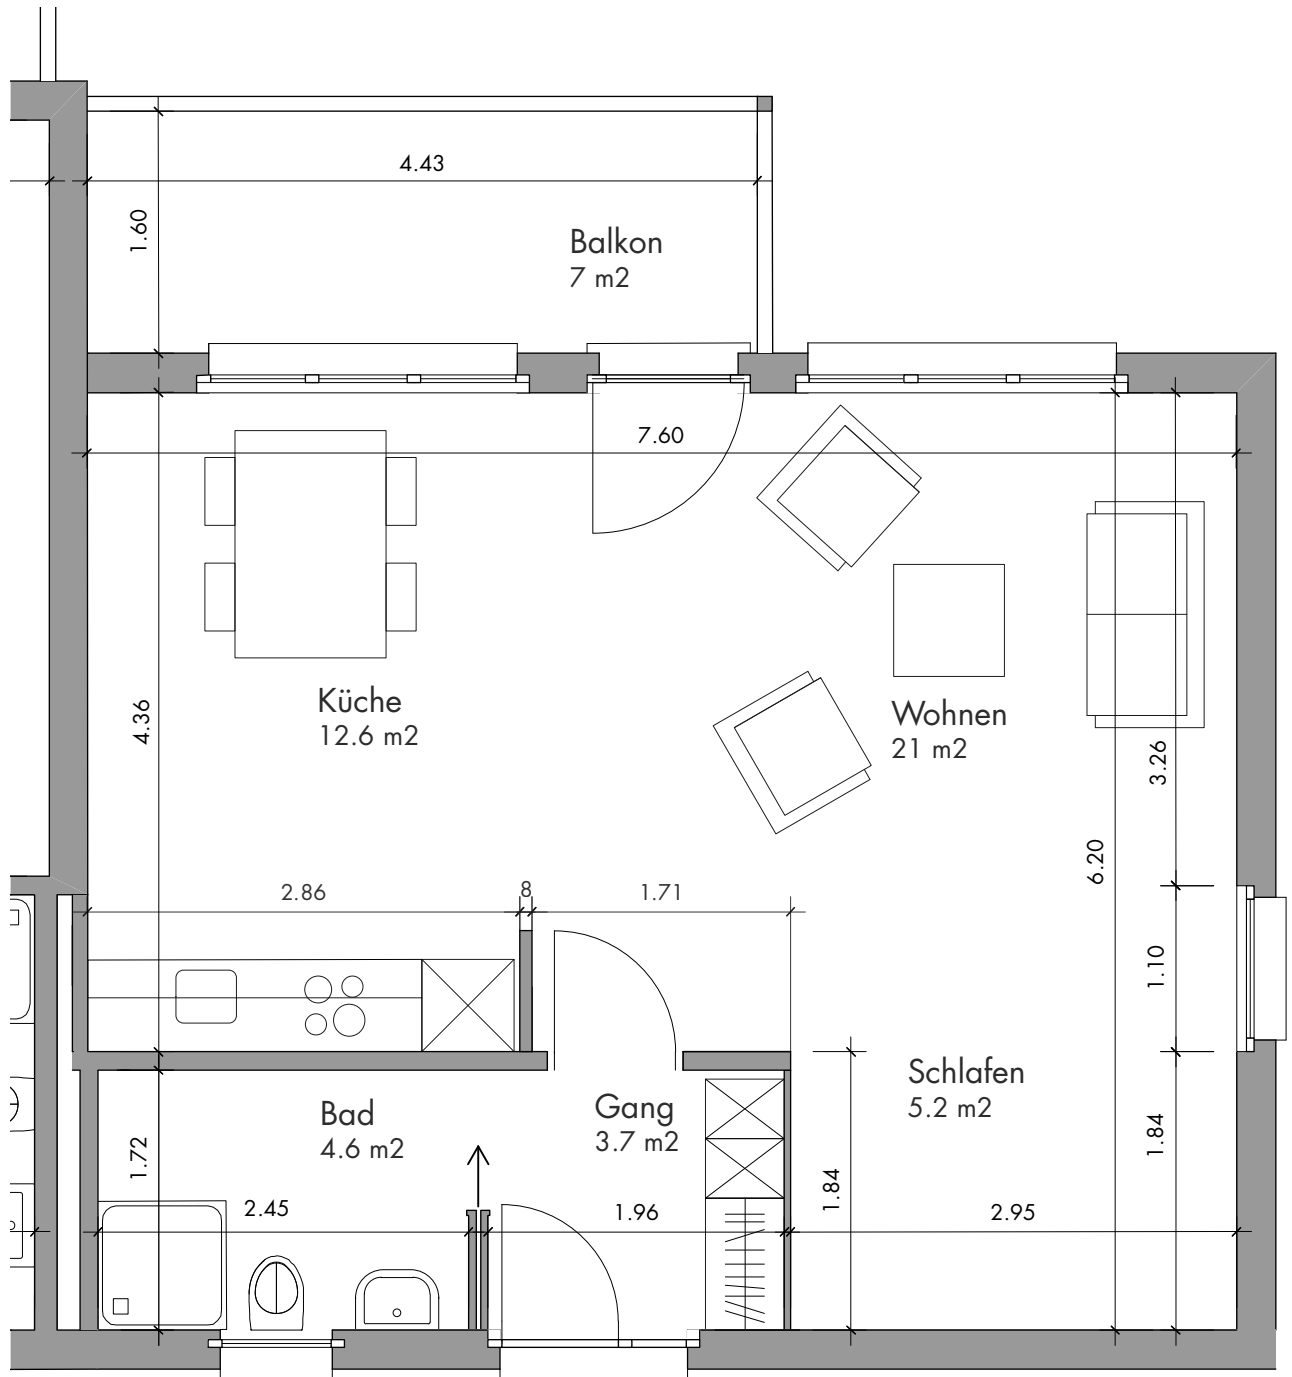 4.43
1.60
Balkon
7 m2
7.60
Küche
12.6 m2
4.36
Wohnen
21 m2
3.26
6.20
2.86
8
1.71
1.10
Schlafen
5.2 m2
Bad
4.6 m2
Gang
3.7 m2
1.72
1.84
1.84
2.45
1.96
2.95